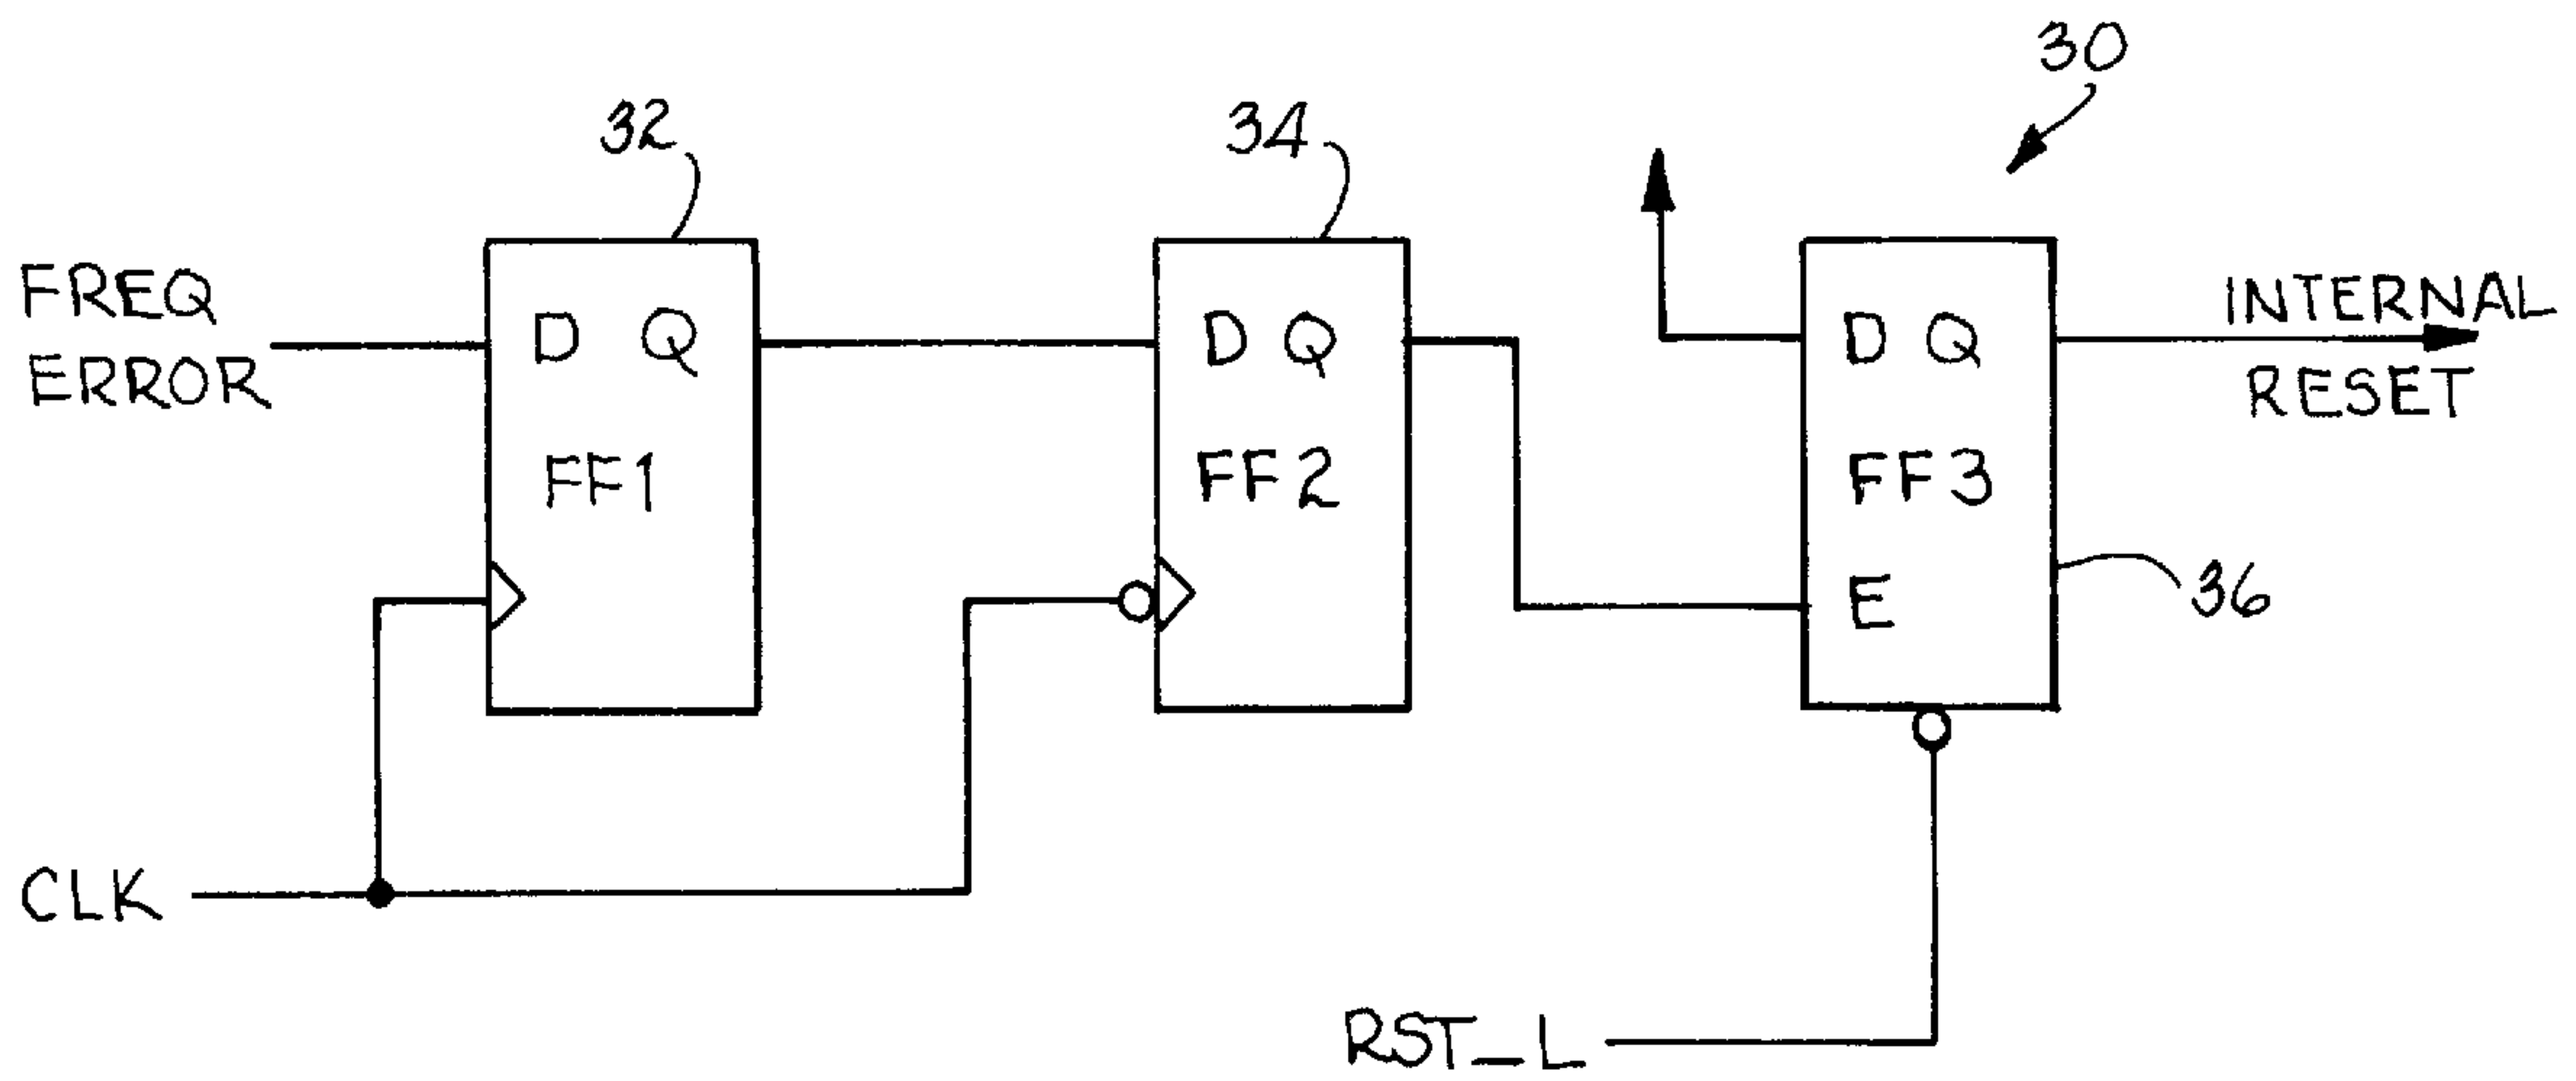 30
32
34
FREQ
ERROR
D Q
FF1
D Q
FF2
D Q
FF3
E
INTERNAL
RESET
36
CLK
RST_L